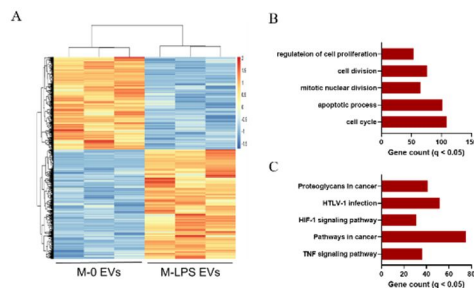 A
M-0 EVs
M-LPS EVs
B
regulateion of cell proliferation
cell division
mitotic nuclear division
apoptotic process
cell cycle
0
50
100
150
Gene count (q < 0.05)
C
Proteoglycans in cancer
HTLV-1 infection
HIF-1 signaling pathway
Pathways in cancer
TNF signaling pathway
0
20
40
60
80
Gene count (q < 0.05)